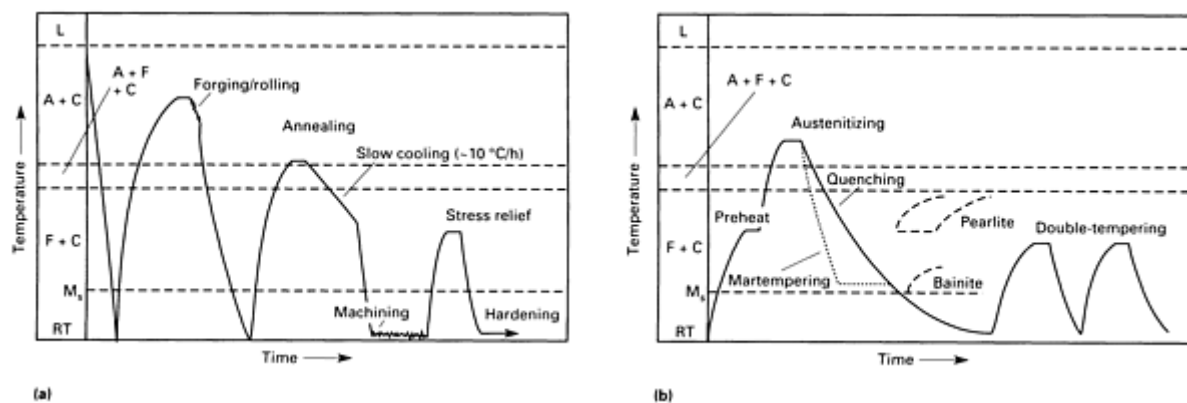 L
A + F
+ C
A + C
Forging/rolling
Annealing
Slow cooling (~10 °C/h)
Temperature
F + C
Stress relief
Ms
Machining
Hardening
RT
Time
(a)
L
A + F + C
A + C
Austenitizing
Quenching
Temperature
Preheat
Pearlite
Double-tempering
F + C
Martempering
Bainite
Ms
RT
Time
(b)